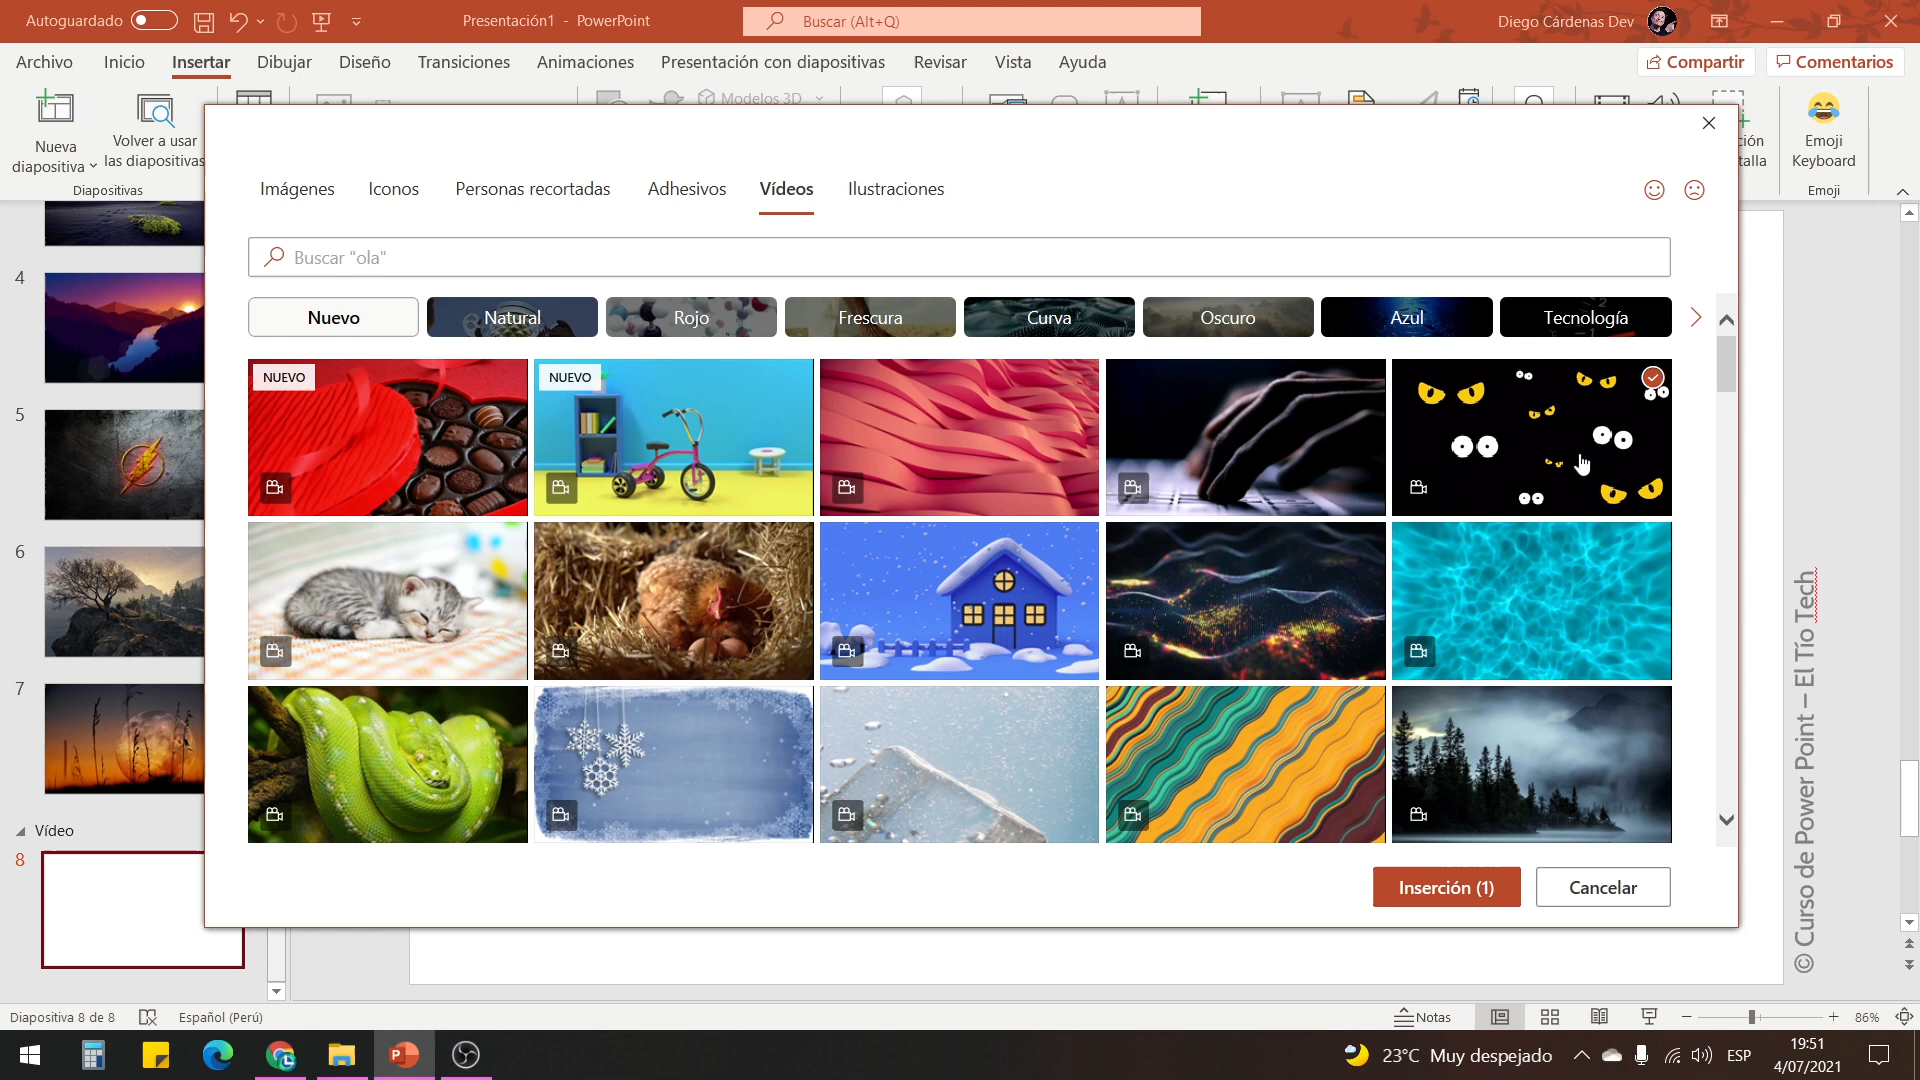 Autoguardado
Presentación1 - PowerPoint
Buscar (Alt+Q)
Diego Cárdenas Dev
Archivo Inicio Insertar Dibujar Diseño Transiciones Animaciones Presentación con diapositivas Revisar Vista Ayuda
Compartir
Comentarios
Modelos 3D
Nueva
diapositiva
Volver a usar
las diapositivas
Diapositivas
Emoji
Keyboard
Emoji
Imágenes Iconos Personas recortadas Adhesivos Vídeos Ilustraciones
Buscar "ola"
Nuevo Natural Rojo Frescura Curva Oscuro Azul Tecnología
NUEVO
NUEVO
4
5
6
7
Vídeo
8
Inserción (1)
Cancelar
© Curso de Power Point – El Tío Tech
Diapositiva 8 de 8
Español (Perú)
Notas
86%
23°C Muy despejado
ESP
19:51
4/07/2021